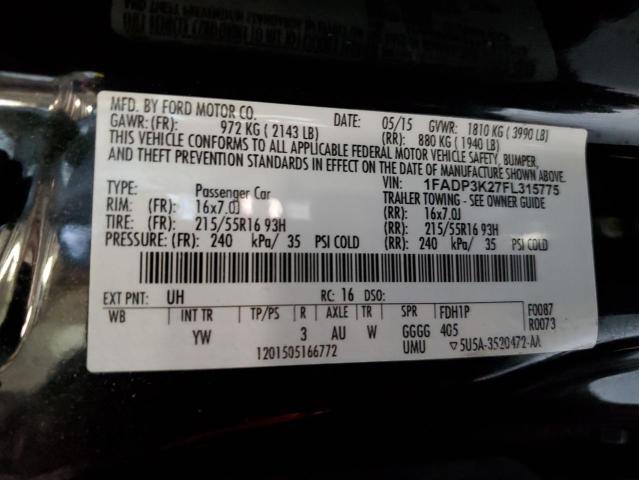 MFD. BY FORD MOTOR CO.
DATE: 05/15 GVWR: 1810 KG ( 3990 LB)
GAWR: (FR): 972 KG ( 2143 LB) (RR): 880 KG ( 1940 LB)
THIS VEHICLE CONFORMS TO ALL APPLICABLE FEDERAL MOTOR VEHICLE SAFETY, BUMPER,
AND THEFT PREVENTION STANDARDS IN EFFECT ON THE DATE OF MANUFACTURE SHOWN ABOVE.
VIN: 1FADP3K27FL315775
TYPE: Passenger Car TRAILER TOWING - SEE OWNER GUIDE
RIM: (FR): 16x7.0J (RR): 16x7.0J
TIRE: (FR): 215/55R16 93H (RR): 215/55R16 93H
PRESSURE: (FR): 240 kPa/ 35 PSI COLD (RR): 240 kPa/ 35 PSI COLD
EXT PNT: UH RC: 16 DSO:
WB INT TR TP/PS R AXLE TR SPR FDH1P F0087
YW 3 AU W GGGG 405 R0073
1201505166772 UMU ▽ 5U5A-3520472-AA